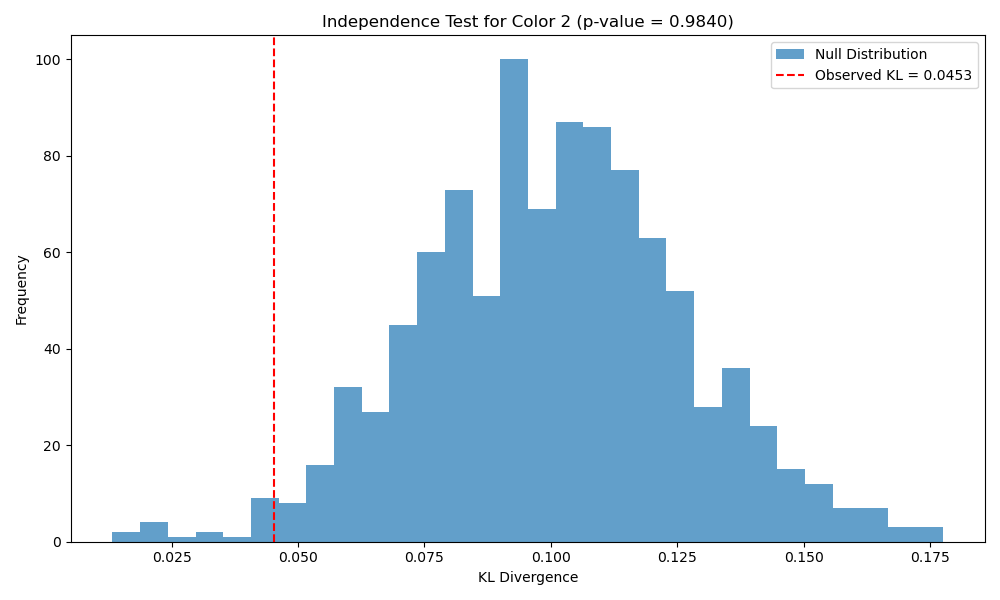 Independence Test for Color 2 (p-value = 0.9840)
Null Distribution
Observed KL = 0.0453
Frequency
100
80
60
40
20
0
0.025 0.050 0.075 0.100 0.125 0.150 0.175
KL Divergence